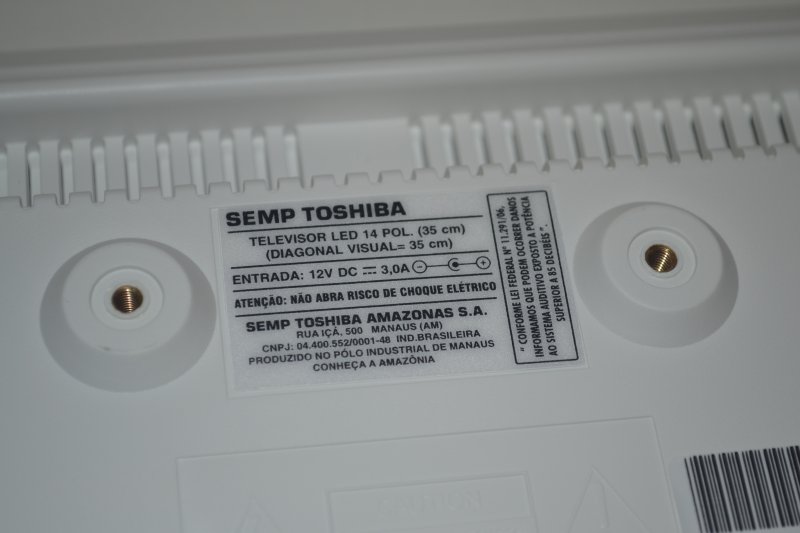 SEMP TOSHIBA
TELEVISOR LED 14 POL. (35 cm)
(DIAGONAL VISUAL= 35 cm)
ENTRADA: 12V DC ⎓ 3,0A
ATENÇÃO: NÃO ABRA RISCO DE CHOQUE ELÉTRICO
SEMP TOSHIBA AMAZONAS S.A.
RUA IÇÁ, 500 MANAUS (AM)
CNPJ: 04.400.552/0001-48 IND.BRASILEIRA
PRODUZIDO NO PÓLO INDUSTRIAL DE MANAUS
CONHEÇA A AMAZÔNIA
" CONFORME LEI FEDERAL Nº 11.291/06,
INFORMAMOS QUE PODEM OCORRER DANOS
AO SISTEMA AUDITIVO EXPOSTO A POTÊNCIA
SUPERIOR A 85 DECIBÉIS ".
CAUTION